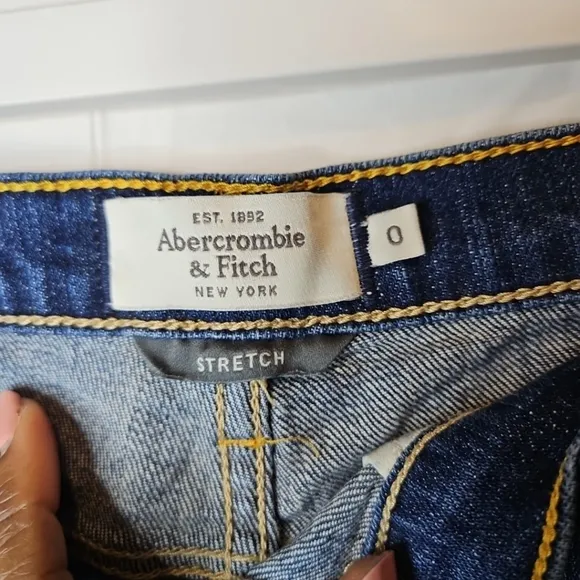 EST. 1892
Abercrombie
& Fitch
NEW YORK
0
STRETCH